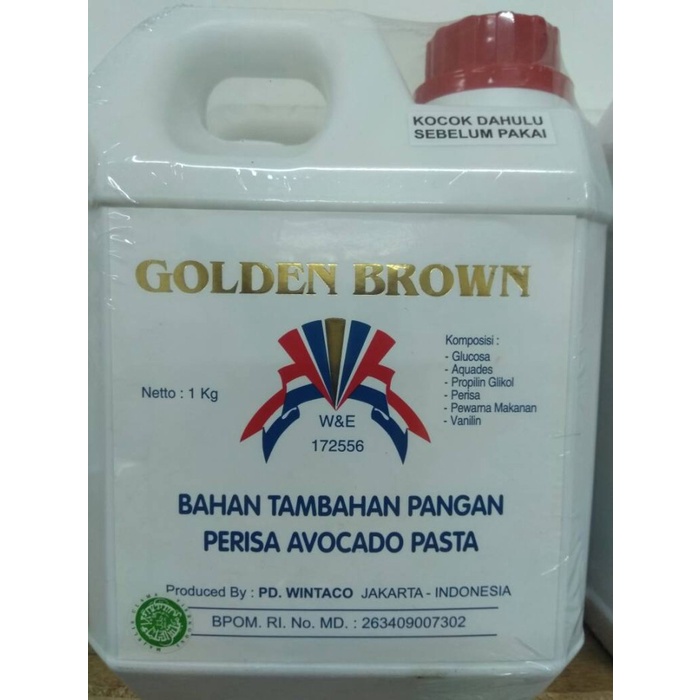 KOCOK DAHULU
SEBELUM PAKAI
GOLDEN BROWN
Netto : 1 Kg
W&E
172556
Komposisi :
- Glucosa
- Aquades
- Propilin Glikol
- Perisa
- Pewarna Makanan
- Vanilin
BAHAN TAMBAHAN PANGAN
PERISA AVOCADO PASTA
Produced By : PD. WINTACO JAKARTA - INDONESIA
BPOM. RI. No. MD. : 263409007302